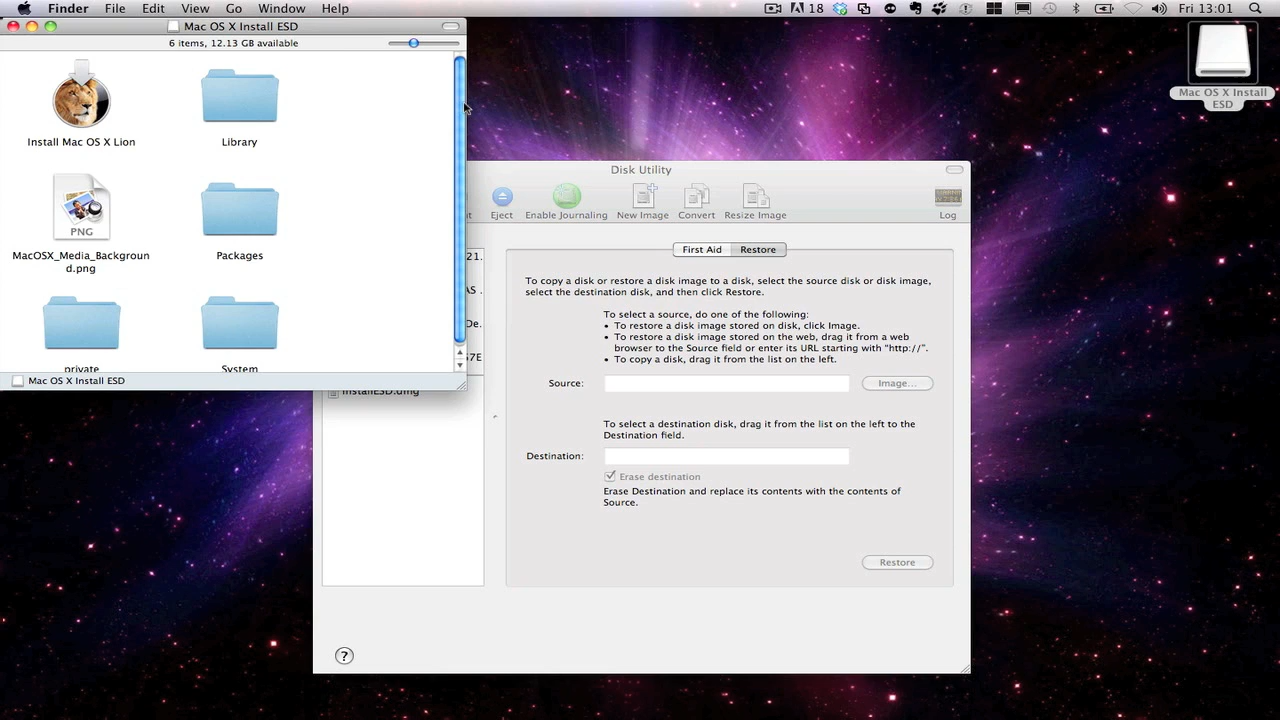 Finder File Edit View Go Window Help
18 Fri 13:01
Mac OS X Install ESD
6 items, 12.13 GB available
Install Mac OS X Lion
Library
PNG
MacOSX_Media_Backgroun
d.png
Packages
private
System
Mac OS X Install ESD
Mac OS X Install
ESD
Disk Utility
Eject Enable Journaling New Image Convert Resize Image Log
First Aid Restore
To copy a disk or restore a disk image to a disk, select the source disk or disk image,
select the destination disk, and then click Restore.
To select a source, do one of the following:
• To restore a disk image stored on disk, click Image.
• To restore a disk image stored on the web, drag it from a web
browser to the Source field or enter its URL starting with "http://".
• To copy a disk, drag it from the list on the left.
Source: Image...
To select a destination disk, drag it from the list on the left to the
Destination field.
Destination:
Erase destination
Erase Destination and replace its contents with the contents of
Source.
Restore
InstallESD.dmg
?